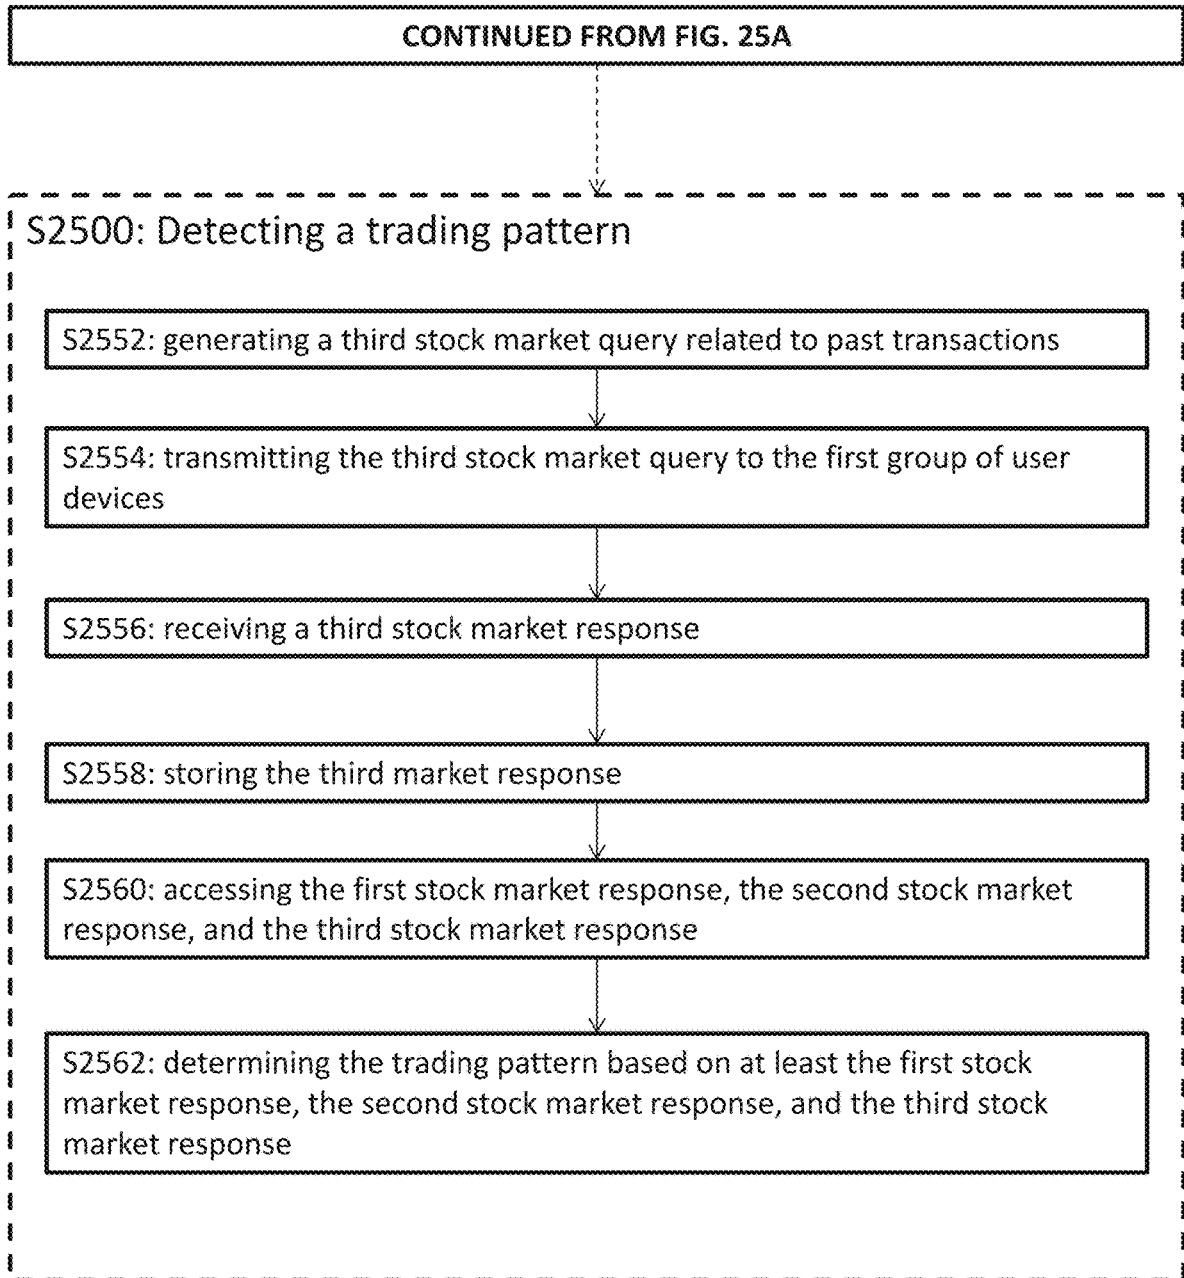 CONTINUED FROM FIG. 25A
S2500: Detecting a trading pattern
S2552: generating a third stock market query related to past transactions
S2554: transmitting the third stock market query to the first group of user
devices
S2556: receiving a third stock market response
S2558: storing the third market response
S2560: accessing the first stock market response, the second stock market
response, and the third stock market response
S2562: determining the trading pattern based on at least the first stock
market response, the second stock market response, and the third stock
market response